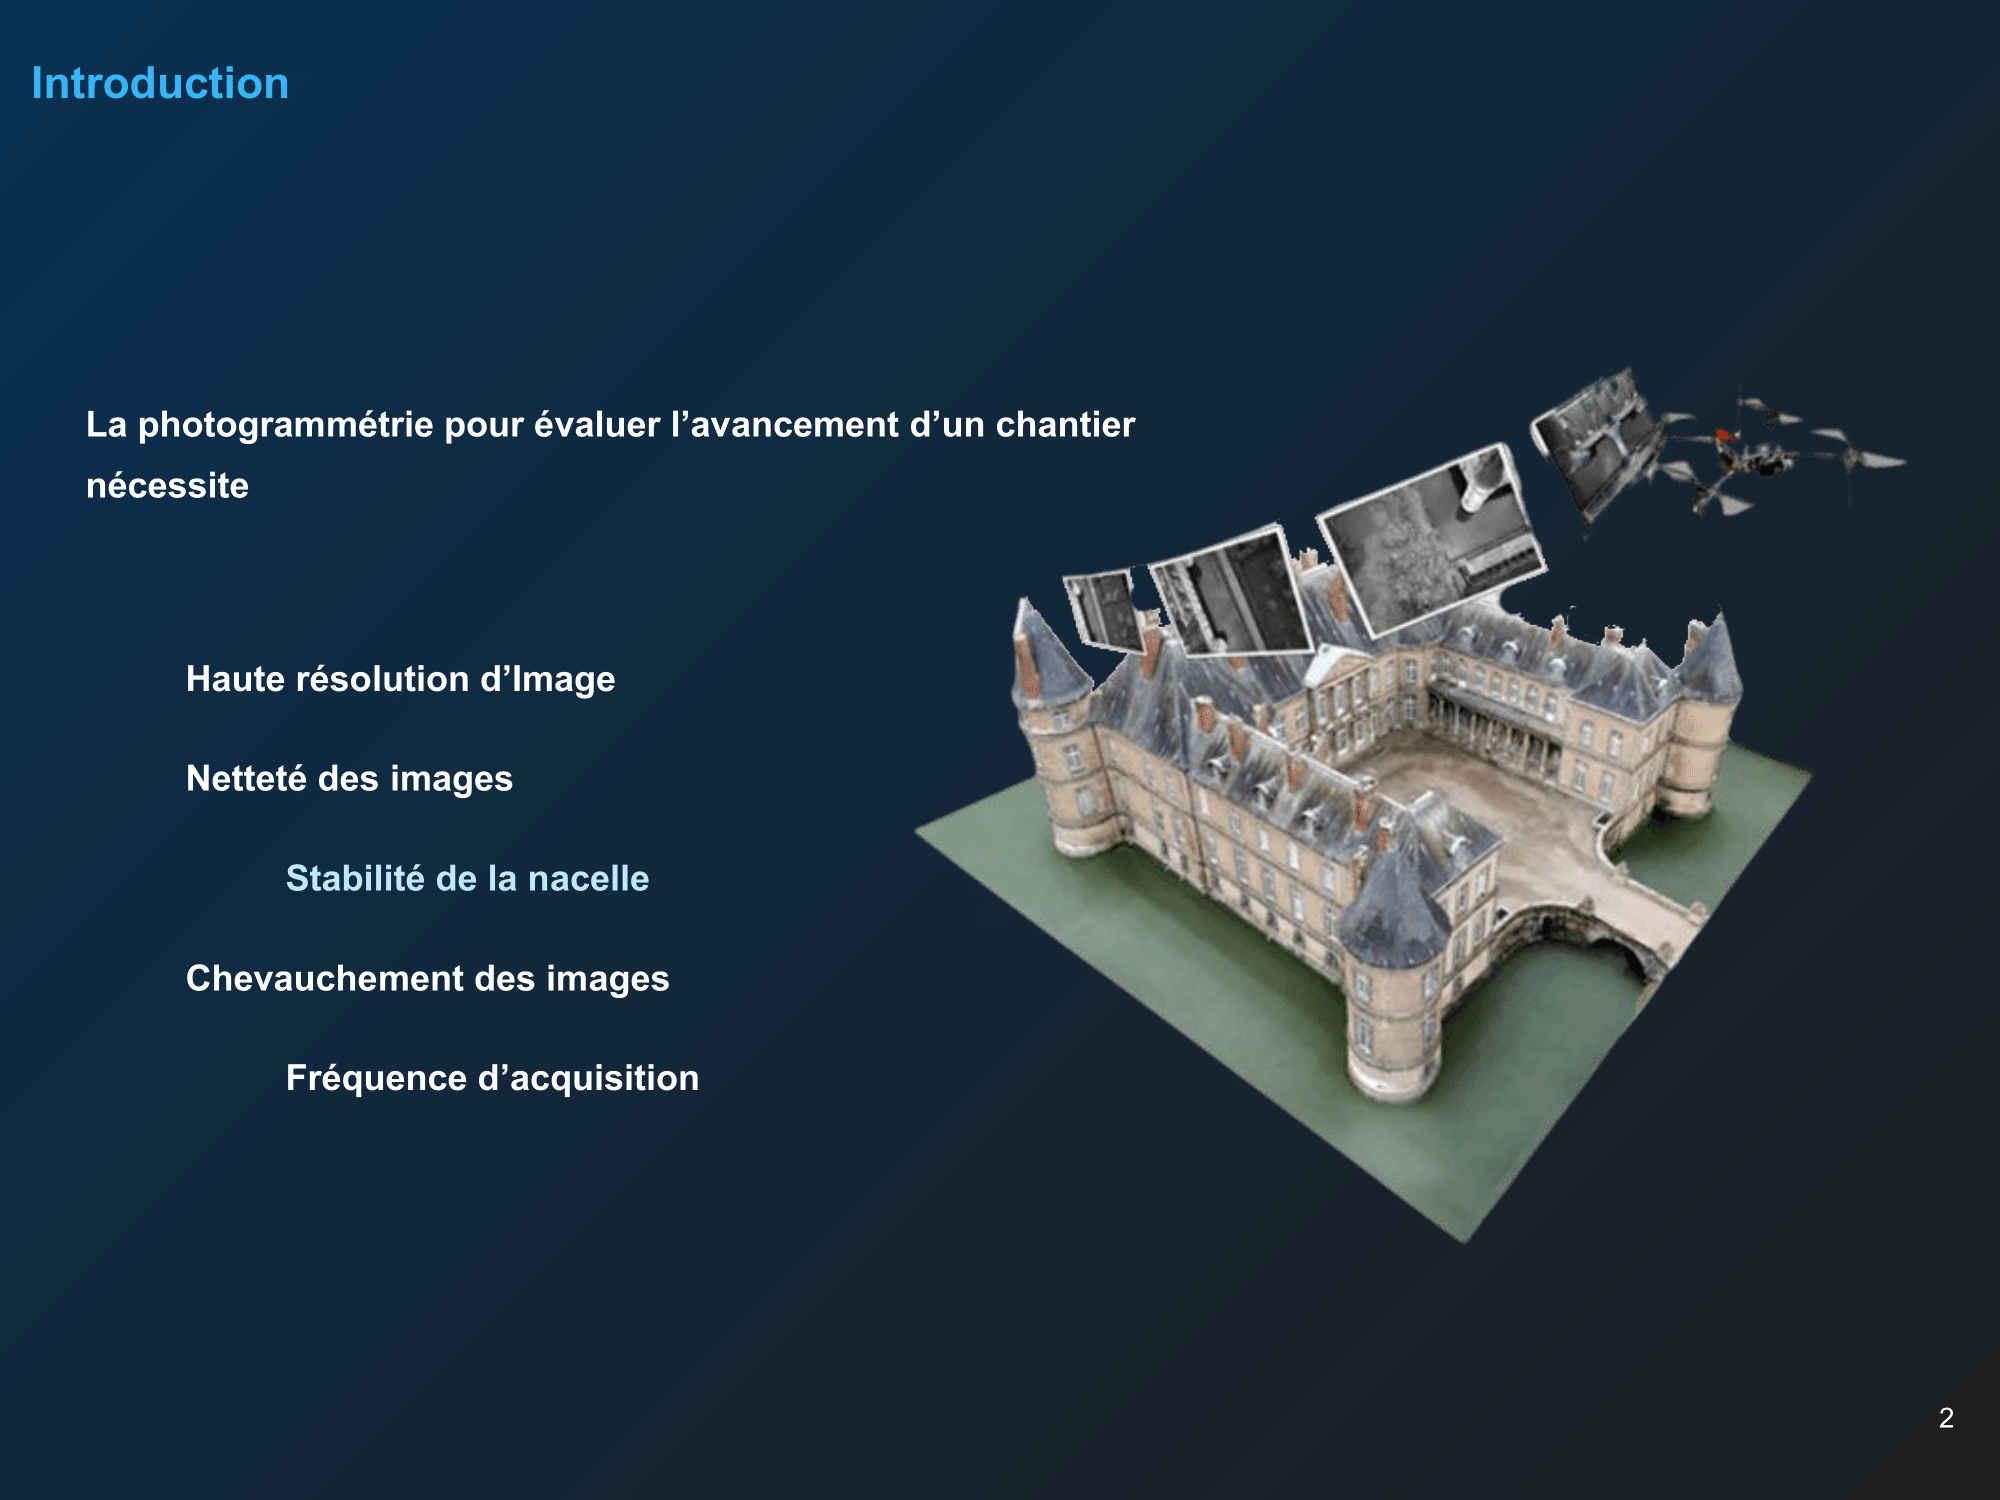 Introduction
La photogrammétrie pour évaluer l’avancement d’un chantier
nécessite
Haute résolution d’Image
Netteté des images
Stabilité de la nacelle
Chevauchement des images
Fréquence d’acquisition
2